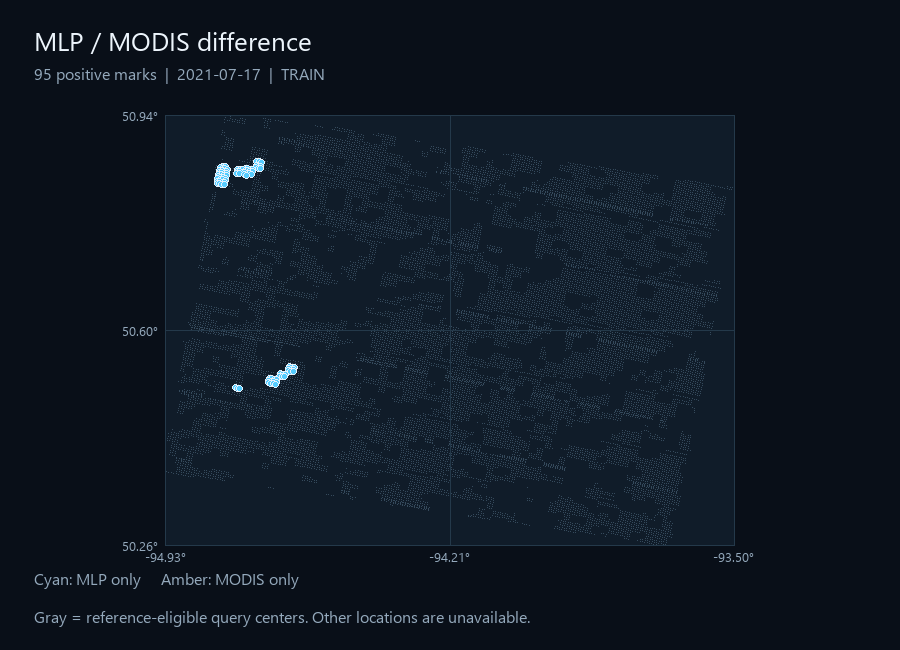 MLP / MODIS difference
95 positive marks | 2021-07-17 | TRAIN
50.94°
50.60°
50.26°
-94.93° -94.21° -93.50°
Cyan: MLP only Amber: MODIS only
Gray = reference-eligible query centers. Other locations are unavailable.